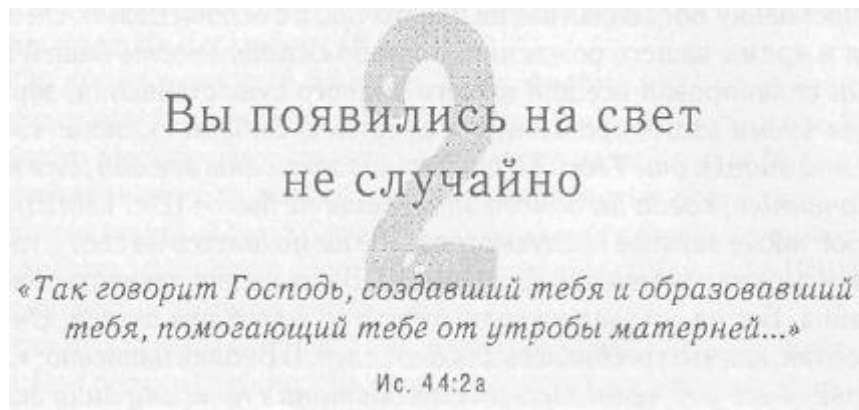 2
Вы появились на свет
не случайно
«Так говорит Господь, создавший тебя и образовавший
тебя, помогающий тебе от утробы матерней...»
Ис. 44:2а